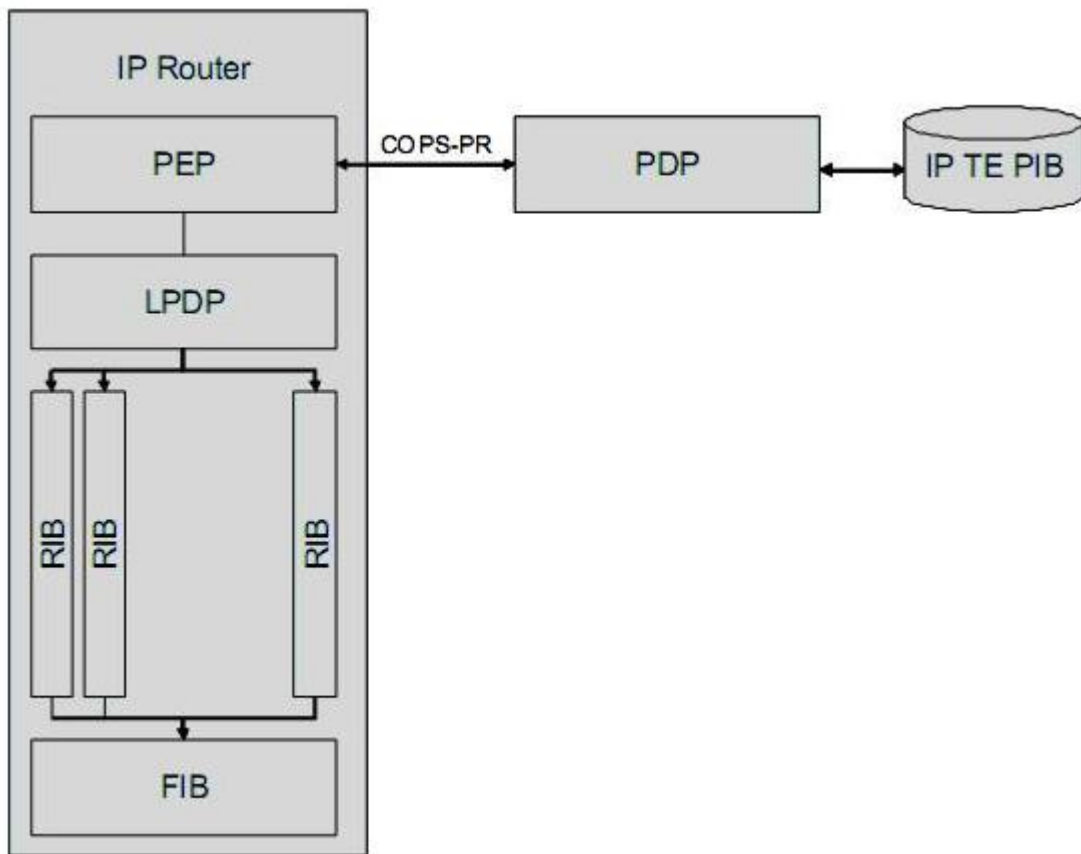 IP Router
PEP
COPS-PR
PDP
IP TE PIB
LPDP
RIB
RIB
RIB
FIB